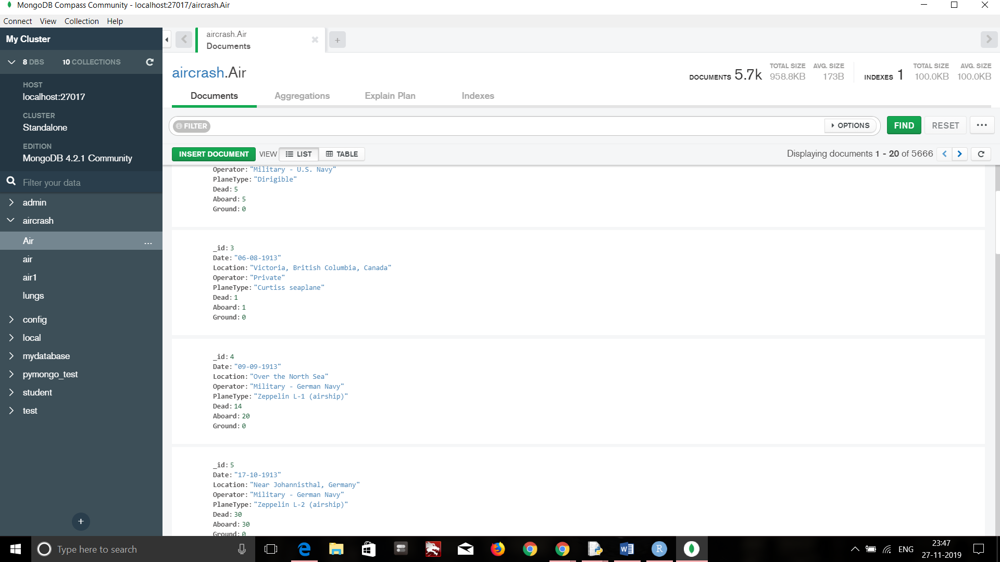 MongoDB Compass Community - localhost:27017/aircrash.Air
Connect View Collection Help
My Cluster
8 DBS 10 COLLECTIONS
HOST
localhost:27017
CLUSTER
Standalone
EDITION
MongoDB 4.2.1 Community
Filter your data
admin
aircrash
Air ...
air
air1
lungs
config
local
mydatabase
pymongo_test
student
test
+
aircrash.Air
Documents
+
aircrash.Air
DOCUMENTS 5.7k TOTAL SIZE 958.8KB AVG. SIZE 173B INDEXES 1 TOTAL SIZE 100.0KB AVG. SIZE 100.0KB
Documents Aggregations Explain Plan Indexes
FILTER OPTIONS FIND RESET ...
INSERT DOCUMENT VIEW LIST TABLE Displaying documents 1 - 20 of 5666
Operator: "Military - U.S. Navy"
PlaneType: "Dirigible"
Dead: 5
Aboard: 5
Ground: 0
_id: 3
Date: "06-08-1913"
Location: "Victoria, British Columbia, Canada"
Operator: "Private"
PlaneType: "Curtiss seaplane"
Dead: 1
Aboard: 1
Ground: 0
_id: 4
Date: "09-09-1913"
Location: "Over the North Sea"
Operator: "Military - German Navy"
PlaneType: "Zeppelin L-1 (airship)"
Dead: 14
Aboard: 20
Ground: 0
_id: 5
Date: "17-10-1913"
Location: "Near Johannisthal, Germany"
Operator: "Military - German Navy"
PlaneType: "Zeppelin L-2 (airship)"
Dead: 30
Aboard: 30
Ground: 0
Type here to search
ENG
23:47
27-11-2019